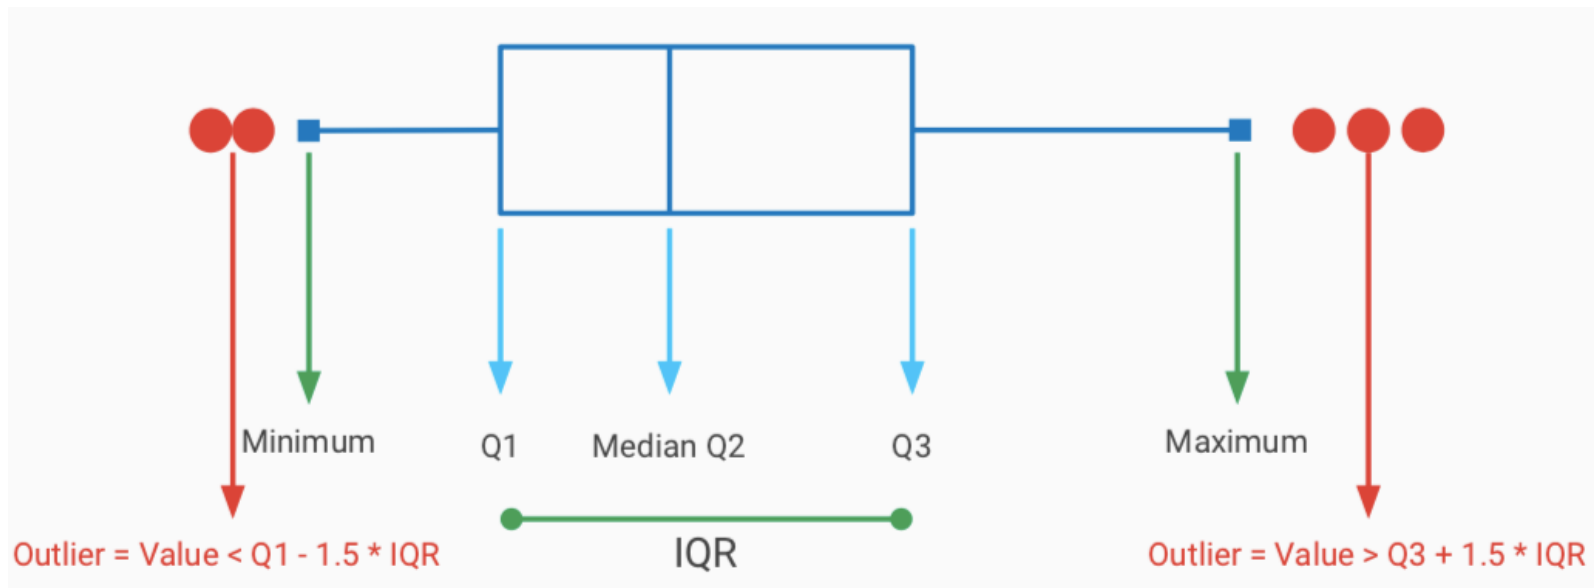 Minimum
Q1
Median Q2
Q3
Maximum
IQR
Outlier = Value < Q1 - 1.5 * IQR
Outlier = Value > Q3 + 1.5 * IQR